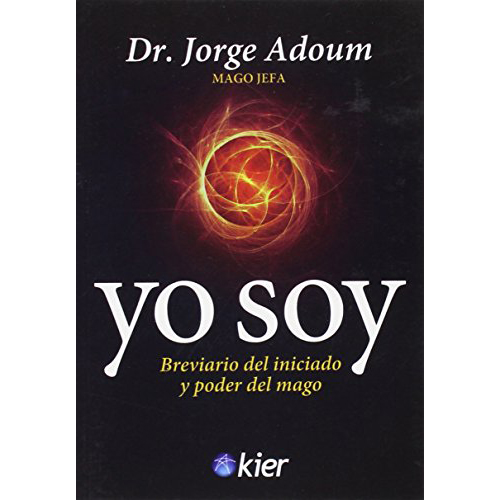 Dr. Jorge Adoum
MAGO JEFA
yo soy
Breviario del iniciado
y poder del mago
kier